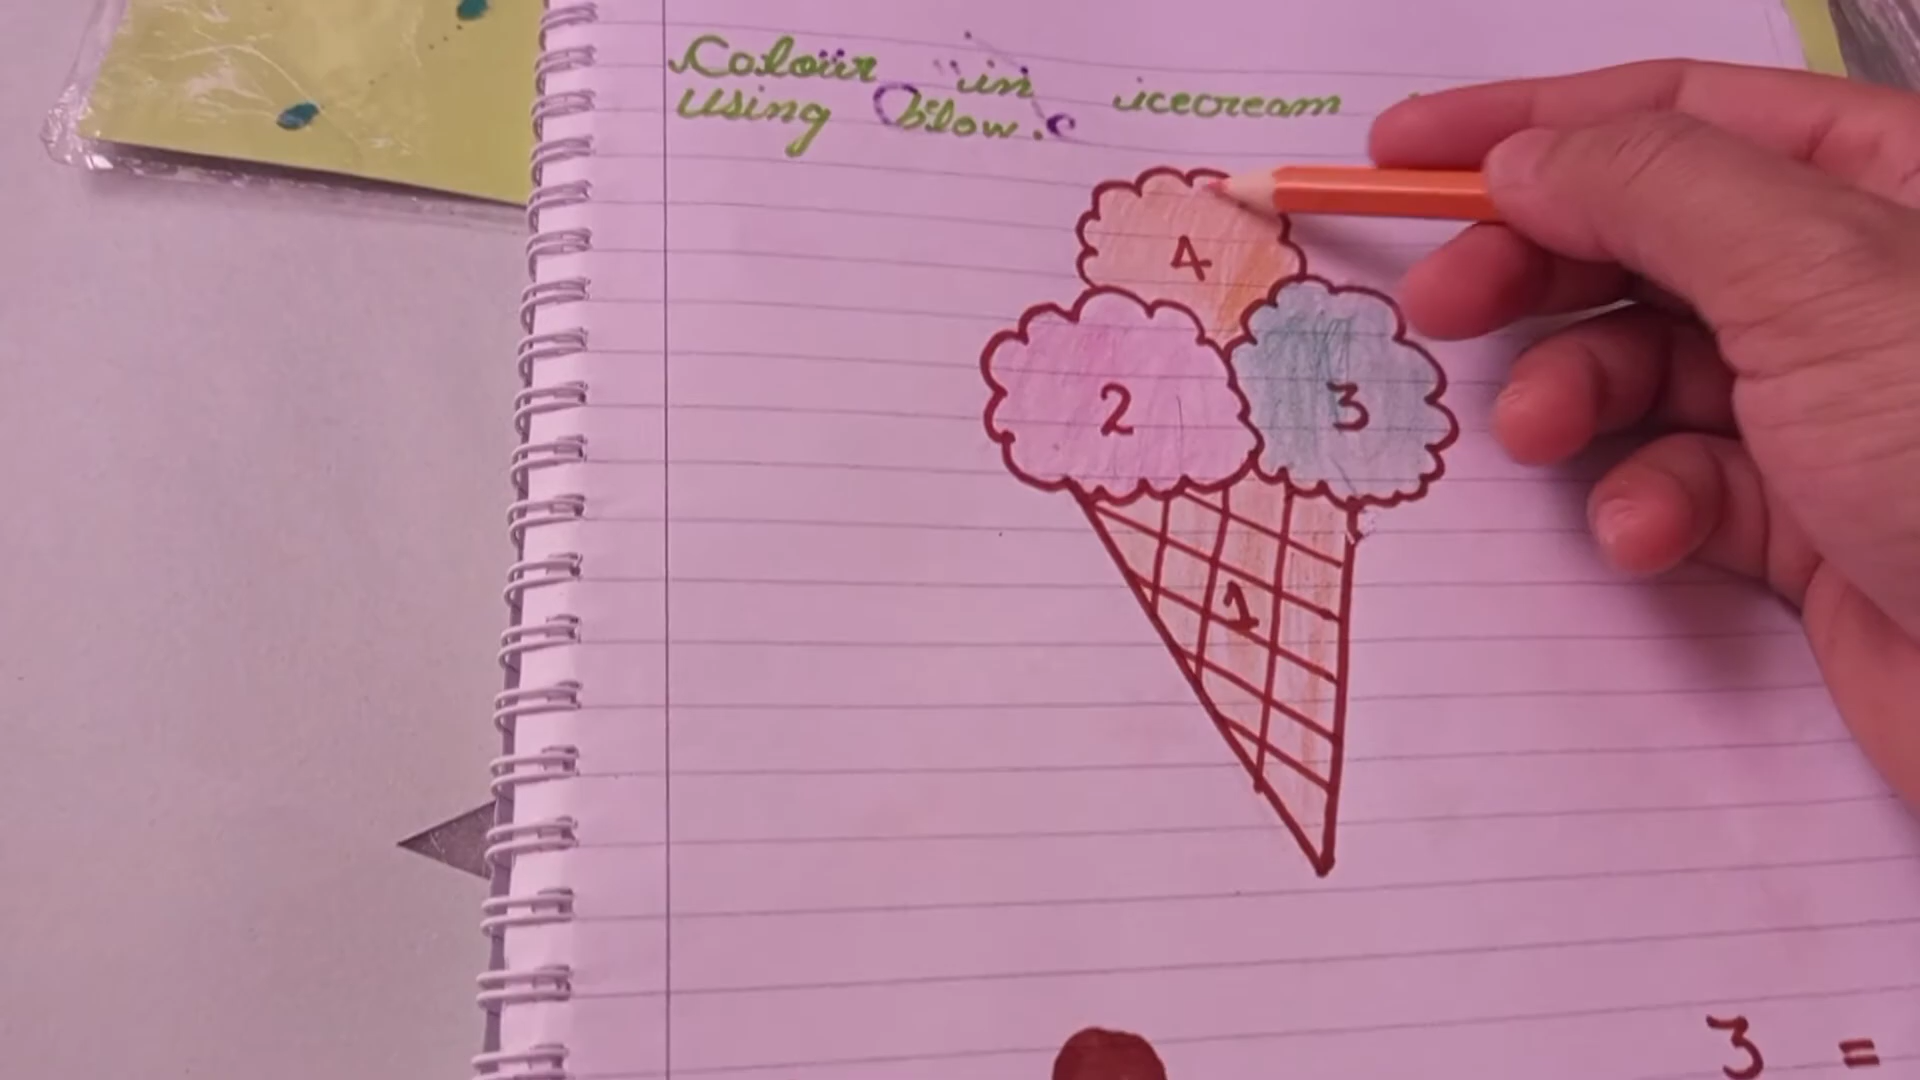 Colour in icecream
using blow.
4
2 3
1
3 =